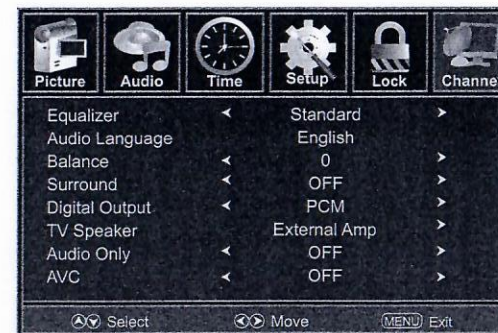 Picture Audio Time Setup Lock Channe
Equalizer Standard
Audio Language English
Balance 0
Surround OFF
Digital Output PCM
TV Speaker External Amp
Audio Only OFF
AVC OFF
Select Move MENU Exit